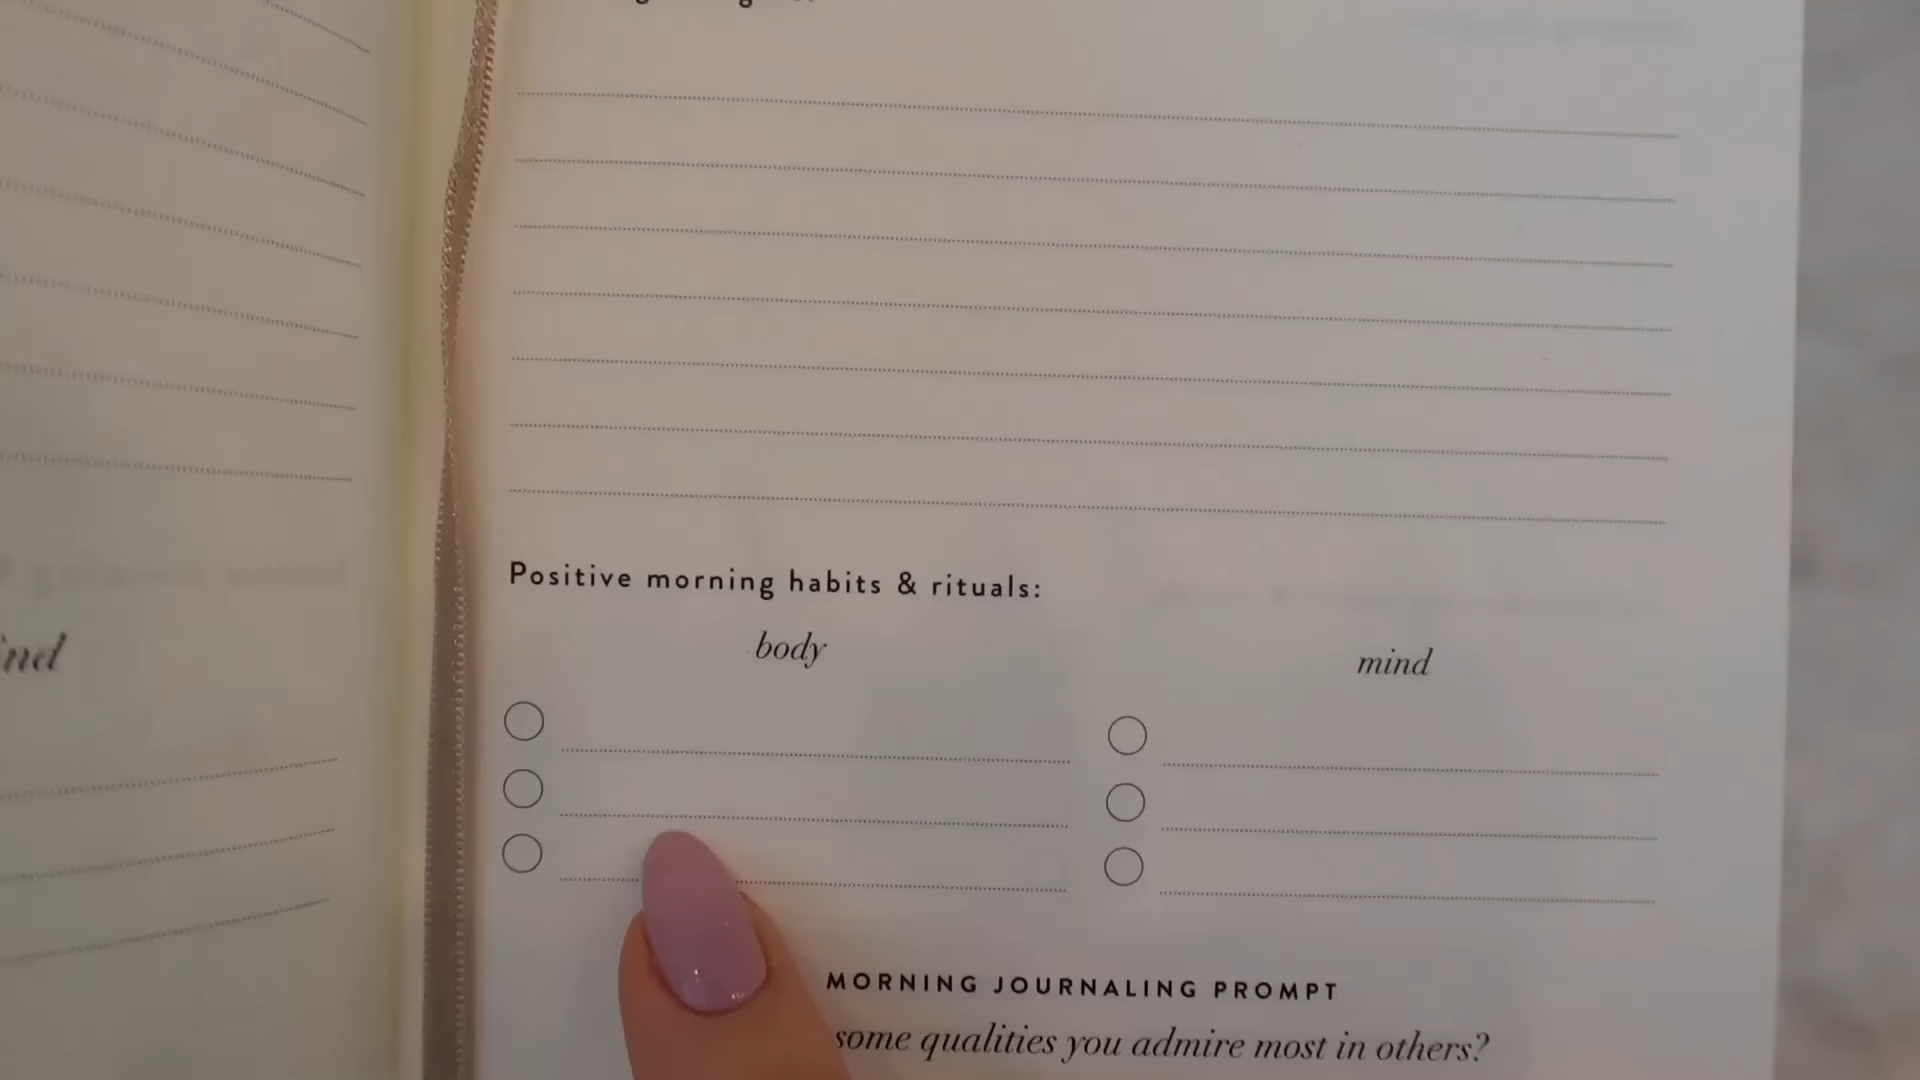 Positive morning habits & rituals:
body
mind
MORNING JOURNALING PROMPT
some qualities you admire most in others?